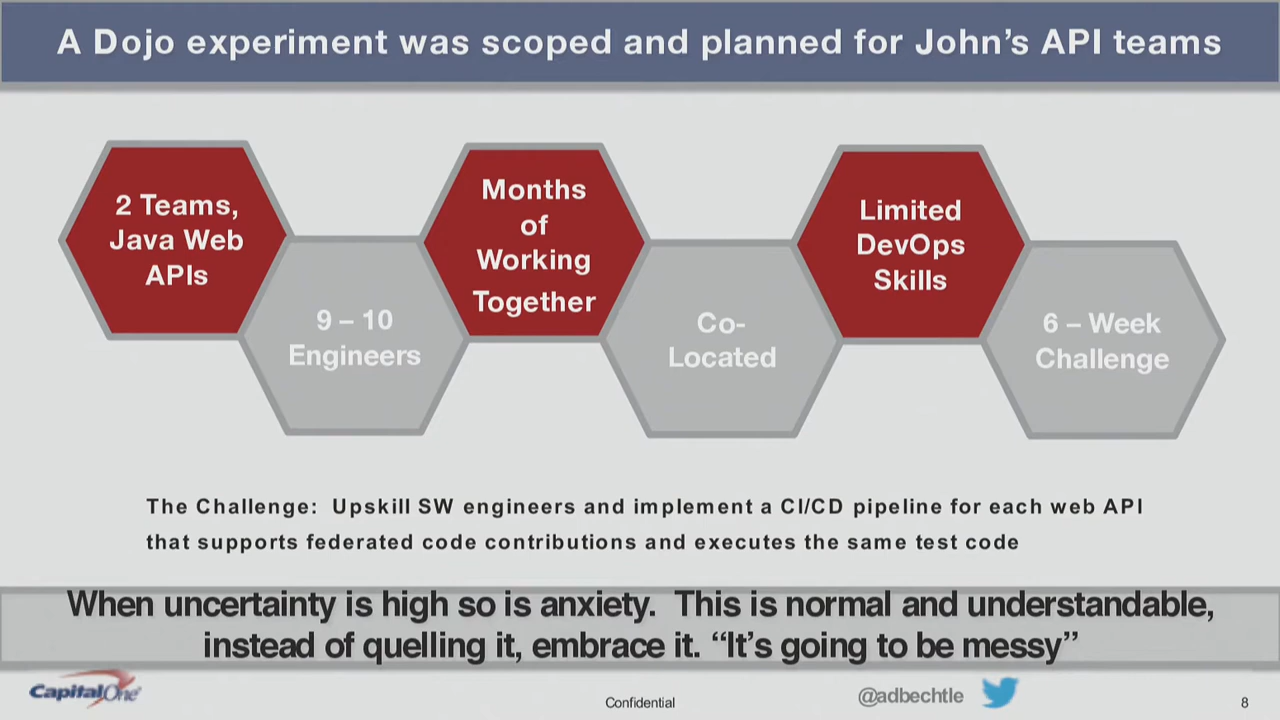 A Dojo experiment was scoped and planned for John's API teams
2 Teams,
Java Web
APIs
9 – 10
Engineers
Months
of
Working
Together
Co-
Located
Limited
DevOps
Skills
6 – Week
Challenge
The Challenge: Upskill SW engineers and implement a CI/CD pipeline for each web API
that supports federated code contributions and executes the same test code
When uncertainty is high so is anxiety. This is normal and understandable,
instead of quelling it, embrace it. “It's going to be messy”
CapitalOne
Confidential
@adbechtle
8